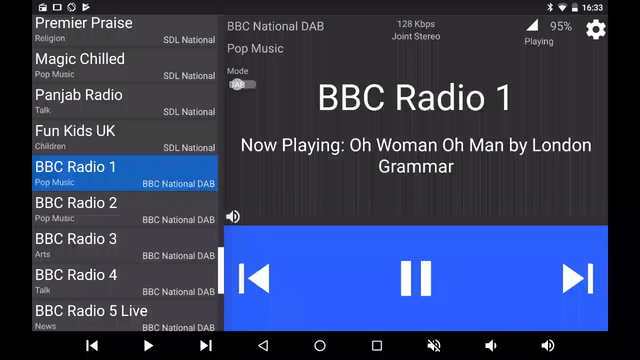 16:33
Premier Praise
Religion
SDL National
Magic Chilled
Pop Music
SDL National
Panjab Radio
Talk
SDL National
Fun Kids UK
Children
SDL National
BBC Radio 1
Pop Music
BBC National DAB
BBC Radio 2
Pop Music
BBC National DAB
BBC Radio 3
Arts
BBC National DAB
BBC Radio 4
Talk
BBC National DAB
BBC Radio 5 Live
News
BBC National DAB
BBC National DAB
128 Kbps
Joint Stereo
95%
Playing
Pop Music
Mode
DAB
BBC Radio 1
Now Playing: Oh Woman Oh Man by London
Grammar